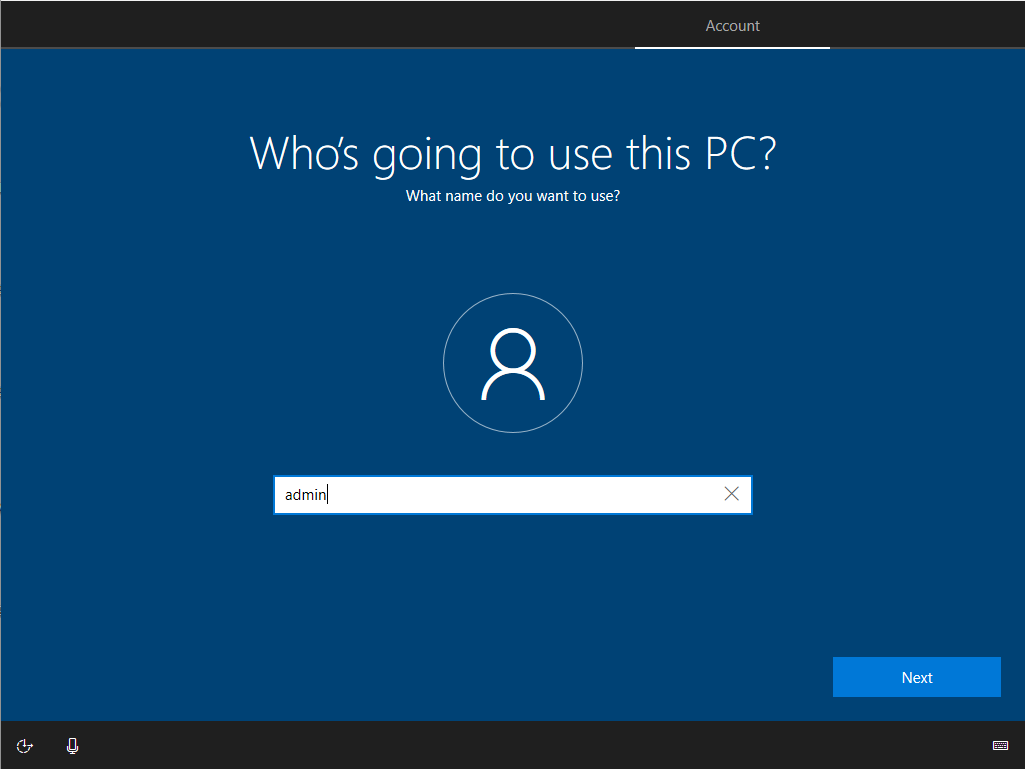 Account
Who's going to use this PC?
What name do you want to use?
admin
Next